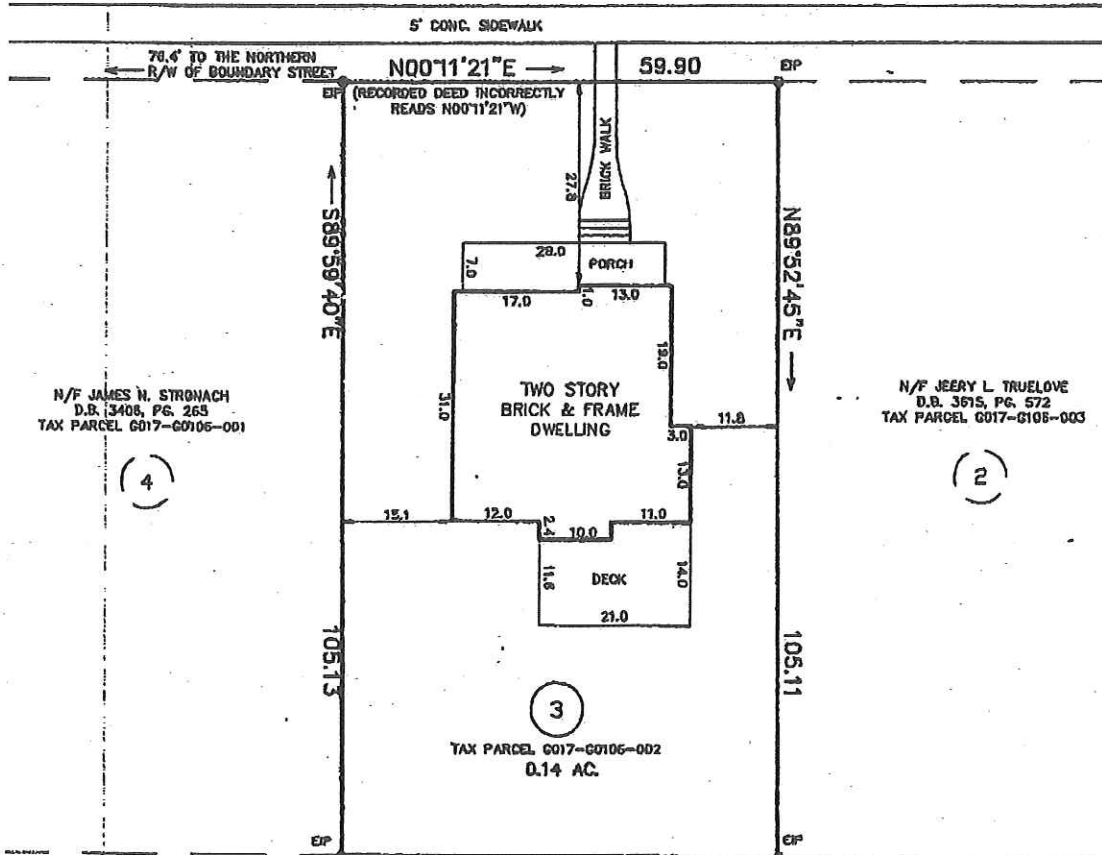 5' CONC. SIDEWALK
76.4' TO THE NORTHERN
R/W OF BOUNDARY STREET
N00°11'21"E
59.90
EIP
EIP
(RECORDED DEED INCORRECTLY
READS N00°11'21"W)
BRICK WALK
27.8
S89°59'40"E
N89°52'45"E
28.0
7.0
PORCH
17.0
1.0
13.0
19.0
31.0
TWO STORY
BRICK & FRAME
DWELLING
N/F JAMES N. STRONACH
D.B. 3408, PG. 265
TAX PARCEL G017-G0106-001
4
N/F JEERY L TRUELOVE
D.B. 3615, PG. 572
TAX PARCEL G017-G106-003
2
11.8
3.0
13.0
15.1
12.0
2.4
10.0
11.0
11.6
DECK
14.0
21.0
105.13
105.11
3
TAX PARCEL G017-G0106-002
0.14 AC.
EIP
EIP